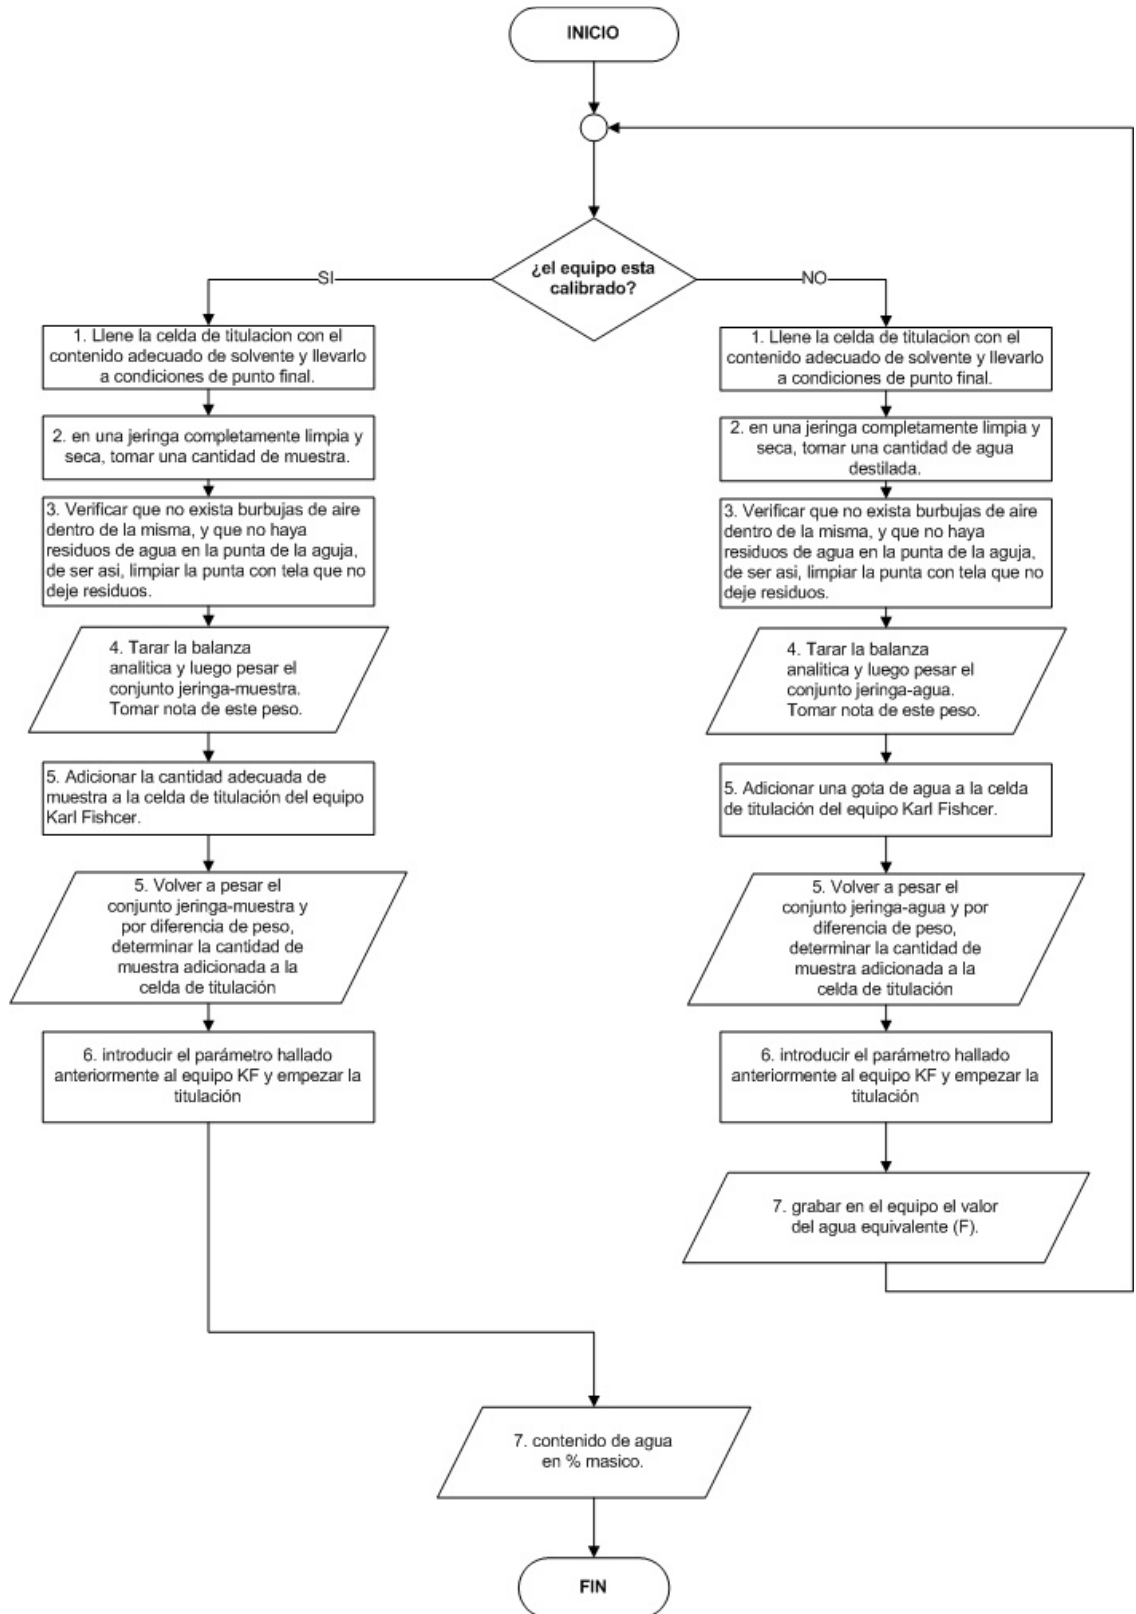 INICIO
¿el equipo esta
calibrado?
SI
NO
1. Llene la celda de titulacion con el
contenido adecuado de solvente y llevarlo
a condiciones de punto final.
2. en una jeringa completamente limpia y
seca, tomar una cantidad de muestra.
3. Verificar que no exista burbujas de aire
dentro de la misma, y que no haya
residuos de agua en la punta de la aguja,
de ser asi, limpiar la punta con tela que no
deje residuos.
4. Tarar la balanza
analitica y luego pesar el
conjunto jeringa-muestra.
Tomar nota de este peso.
5. Adicionar la cantidad adecuada de
muestra a la celda de titulación del equipo
Karl Fishcer.
5. Volver a pesar el
conjunto jeringa-muestra y
por diferencia de peso,
determinar la cantidad de
muestra adicionada a la
celda de titulación
6. introducir el parámetro hallado
anteriormente al equipo KF y empezar la
titulación
1. Llene la celda de titulacion con el
contenido adecuado de solvente y llevarlo
a condiciones de punto final.
2. en una jeringa completamente limpia y
seca, tomar una cantidad de agua
destilada.
3. Verificar que no exista burbujas de aire
dentro de la misma, y que no haya
residuos de agua en la punta de la aguja,
de ser asi, limpiar la punta con tela que no
deje residuos.
4. Tarar la balanza
analitica y luego pesar el
conjunto jeringa-agua.
Tomar nota de este peso.
5. Adicionar una gota de agua a la celda
de titulación del equipo Karl Fishcer.
5. Volver a pesar el
conjunto jeringa-agua y por
diferencia de peso,
determinar la cantidad de
muestra adicionada a la
celda de titulación
6. introducir el parámetro hallado
anteriormente al equipo KF y empezar la
titulación
7. grabar en el equipo el valor
del agua equivalente (F).
7. contenido de agua
en % masico.
FIN